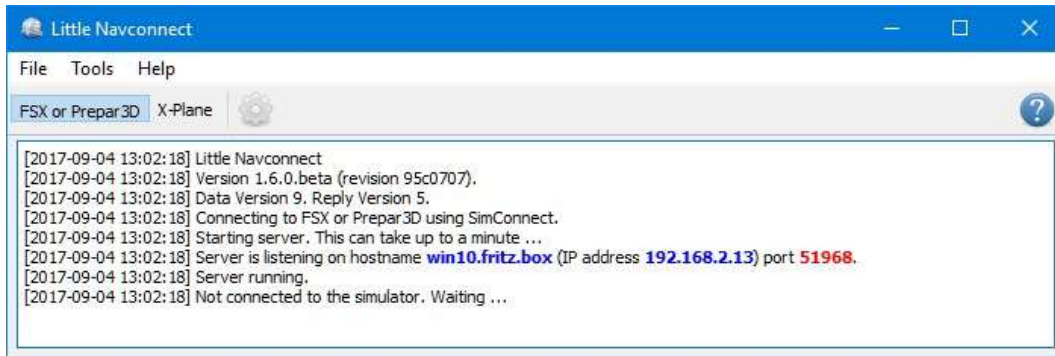 Little Navconnect
File Tools Help
FSX or Prepar3D X-Plane
?
[2017-09-04 13:02:18] Little Navconnect
[2017-09-04 13:02:18] Version 1.6.0.beta (revision 95c0707).
[2017-09-04 13:02:18] Data Version 9. Reply Version 5.
[2017-09-04 13:02:18] Connecting to FSX or Prepar3D using SimConnect.
[2017-09-04 13:02:18] Starting server. This can take up to a minute ...
[2017-09-04 13:02:18] Server is listening on hostname win10.fritz.box (IP address 192.168.2.13) port 51968.
[2017-09-04 13:02:18] Server running.
[2017-09-04 13:02:18] Not connected to the simulator. Waiting ...